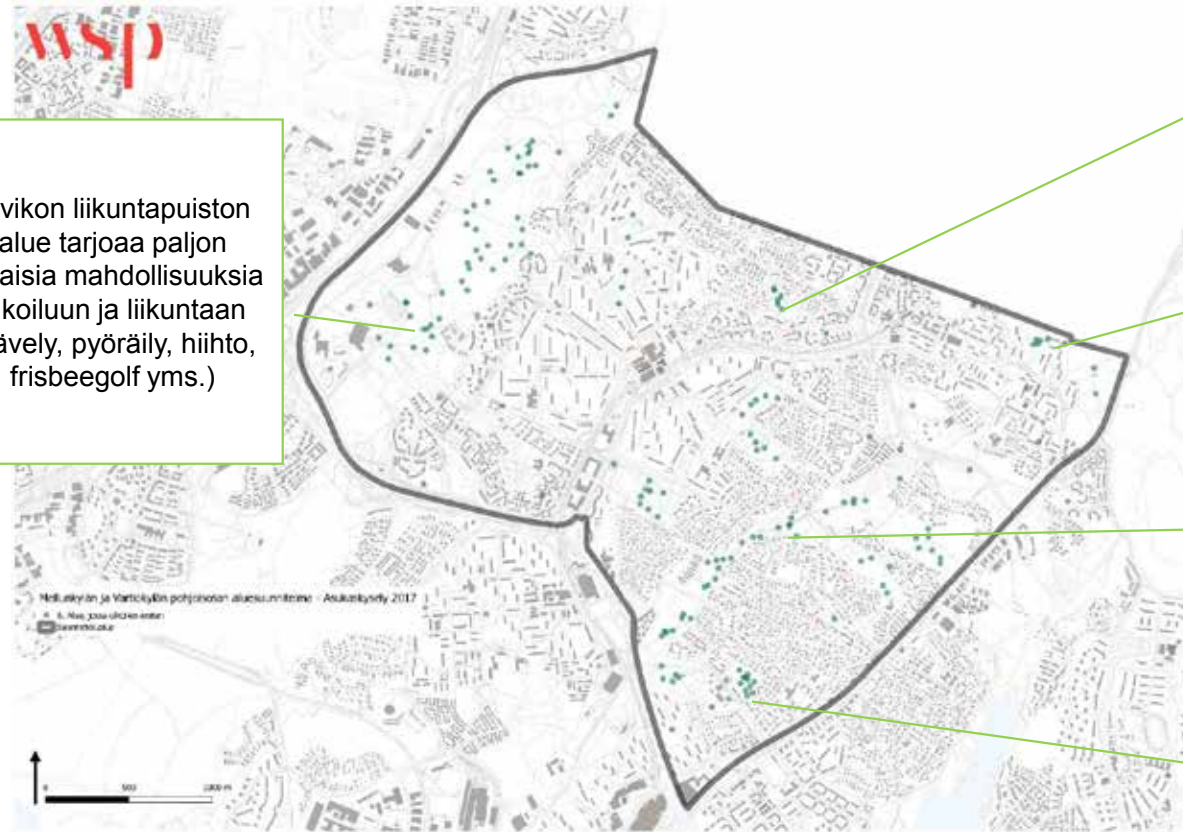 wsp
vikon liikuntapuiston
alue tarjoaa paljon
aisia mahdollisuuksia
koiluun ja liikuntaan
ävely, pyöräily, hiihto,
frisbeegolf yms.)
Mellunkylän ja Vartiokylän pohjoisosan aluesuunnitelma - Asukaskysely 2017
0 500 1000 m